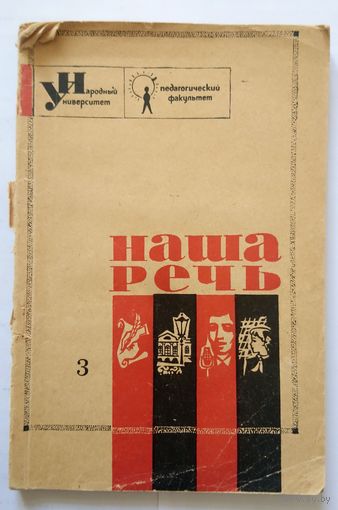 Народный университет
педагогический факультет
наша
речь
3